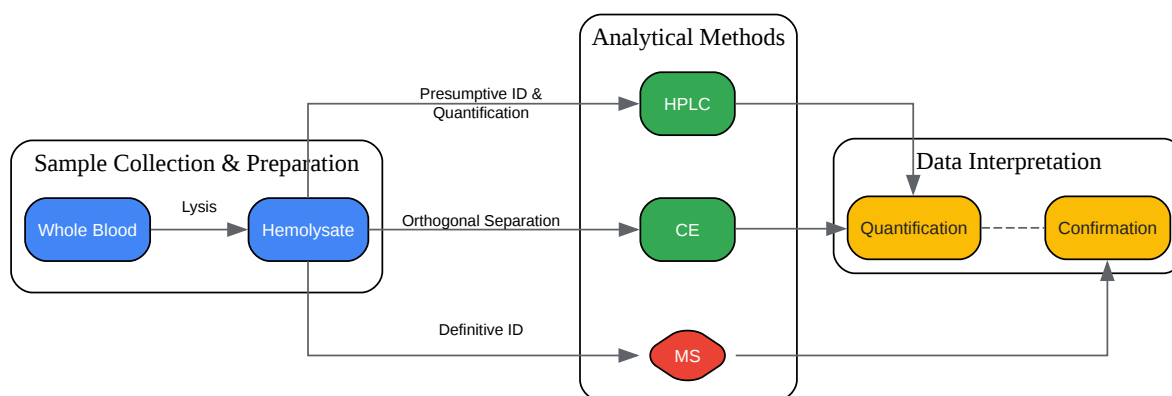 Analytical Methods
Presumptive ID &
Quantification
HPLC
Sample Collection & Preparation
Data Interpretation
Whole Blood
Lysis
Hemolysate
Orthogonal Separation
CE
Quantification
Confirmation
Definitive ID
MS